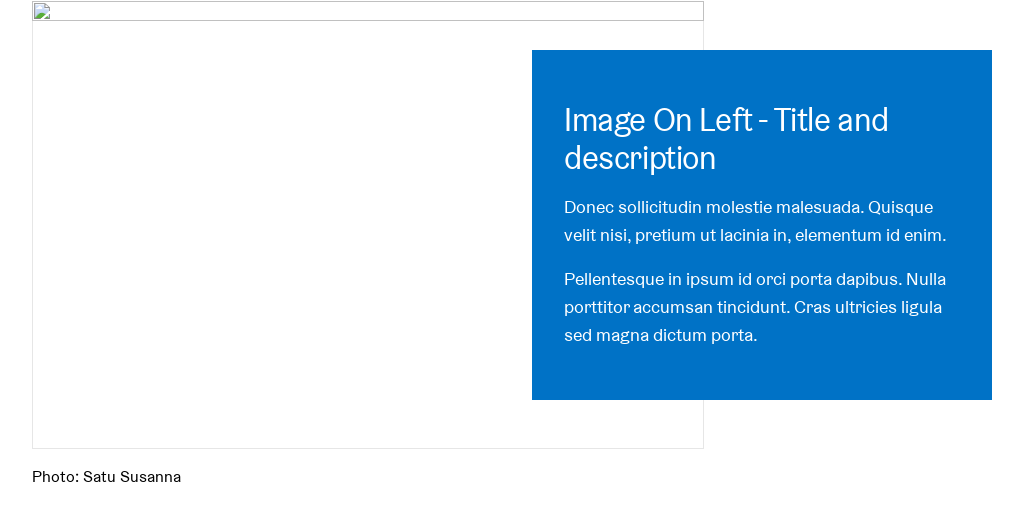 Image On Left - Title and
description
Donec sollicitudin molestie malesuada. Quisque
velit nisi, pretium ut lacinia in, elementum id enim.
Pellentesque in ipsum id orci porta dapibus. Nulla
porttitor accumsan tincidunt. Cras ultricies ligula
sed magna dictum porta.
Photo: Satu Susanna